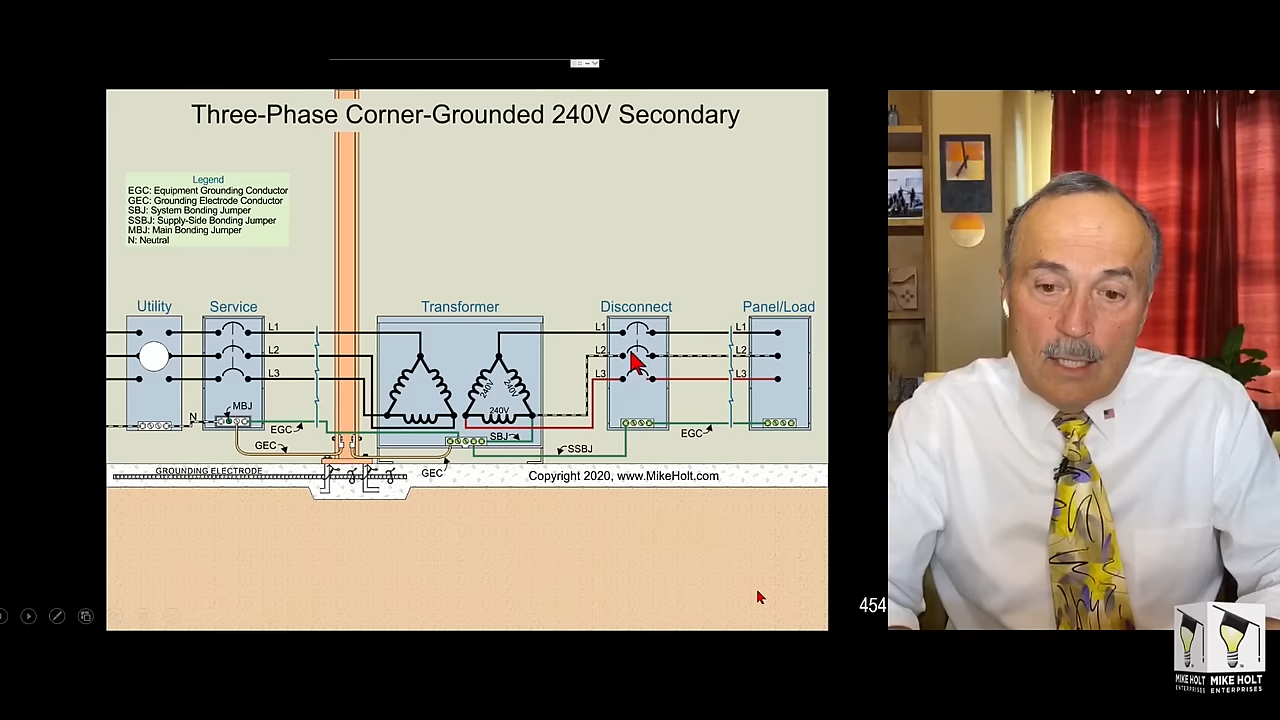 Three-Phase Corner-Grounded 240V Secondary
Legend
EGC: Equipment Grounding Conductor
GEC: Grounding Electrode Conductor
SBJ: System Bonding Jumper
SSBJ: Supply-Side Bonding Jumper
MBJ: Main Bonding Jumper
N: Neutral
Utility
Service
Transformer
Disconnect
Panel/Load
L1
L2
L3
L1
L2
L3
L1
L2
L3
240V
240V
240V
N
MBJ
EGC
GEC
SBJ
SSBJ
EGC
GEC
GROUNDING ELECTRODE
Copyright 2020, www.MikeHolt.com
454
MIKE HOLT
ENTERPRISES
MIKE HOLT
ENTERPRISES